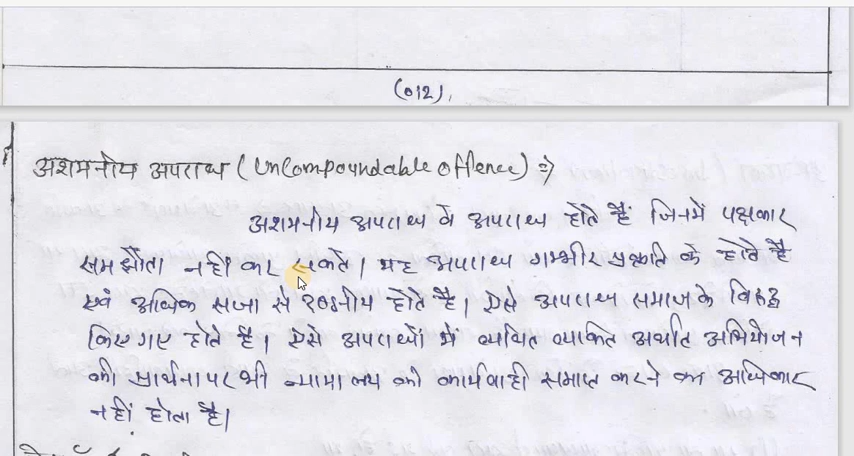 (012).
अशमनीय अपराध (Uncompoundable offence) ⇒
अशमनीय अपराध वे अपराध होते हैं जिनमें पक्षकार
समझौता नहीं कर सकते। यह अपराध गम्भीर प्रकृति के होते हैं
एवं अधिक सजा से दण्डनीय होते है। ऐसे अपराध समाज के विरुद्ध
किए गए होते है। ऐसे अपराधों में व्यथित व्यक्ति अर्थात अभियोजन
की प्रार्थना पर भी न्यायालय को कार्यवाही समाप्त करने का अधिकार
नहीं होता है।